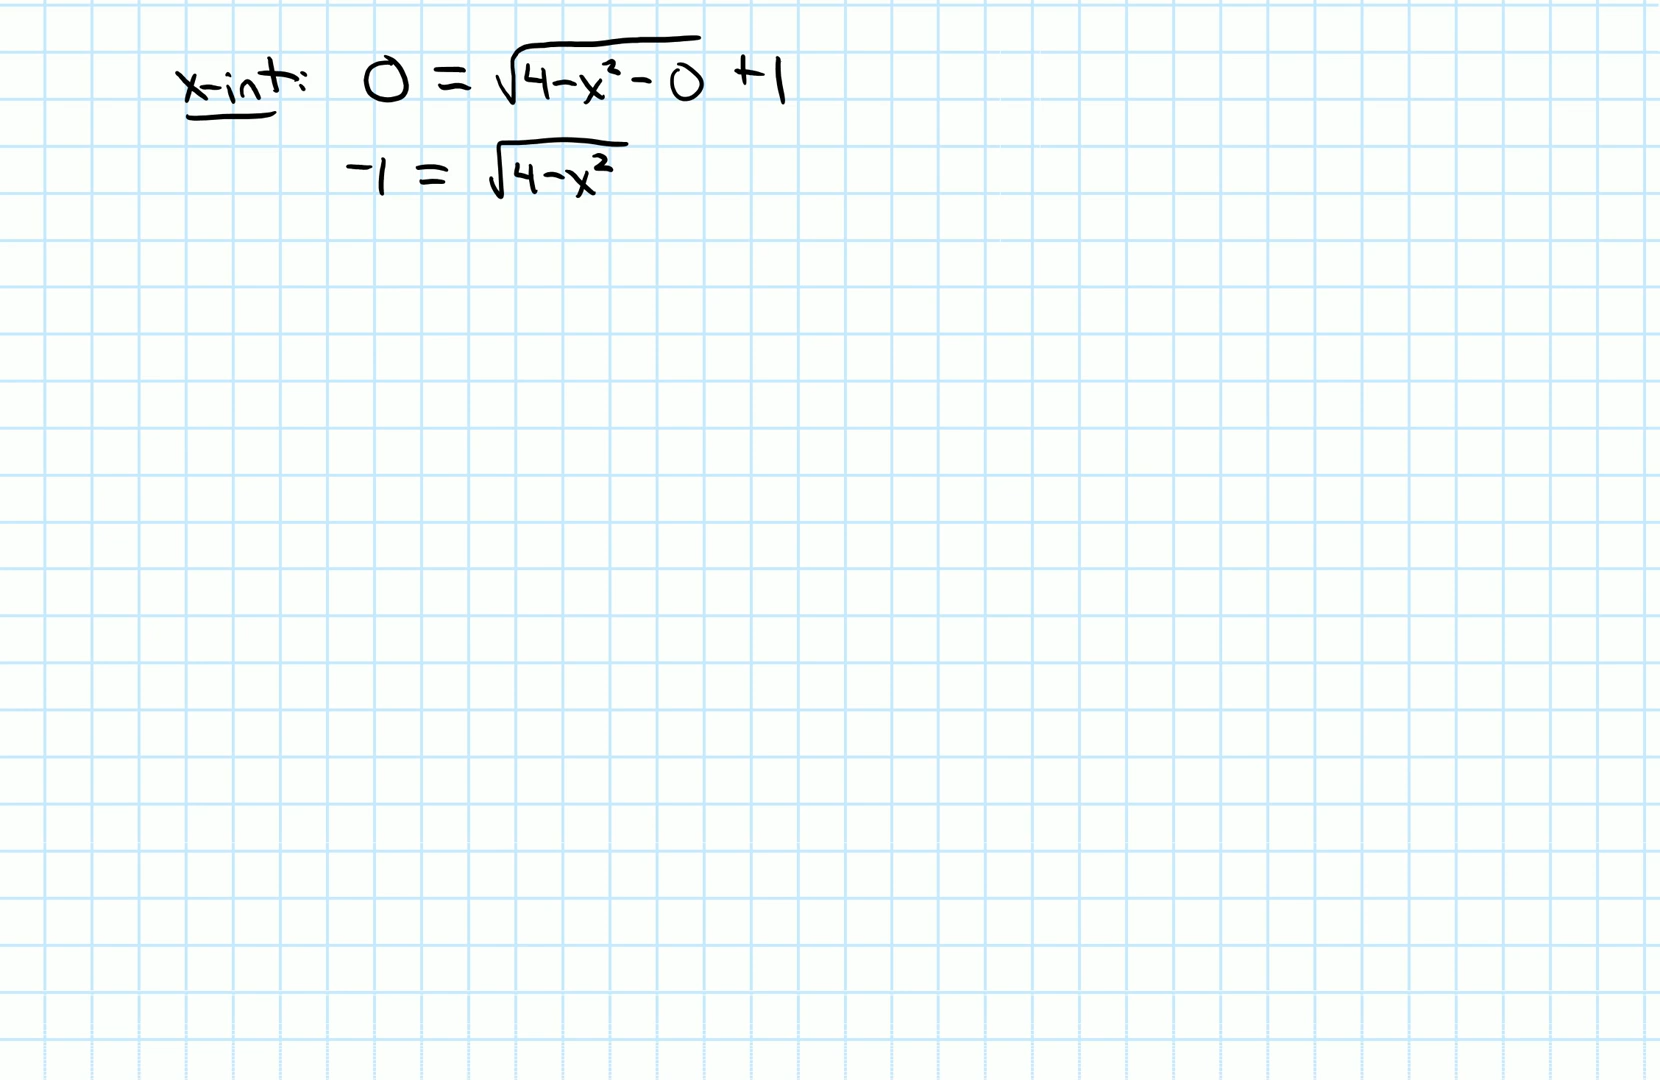 x-int: 0 = √(4-x²-0) +1
-1 = √(4-x²)